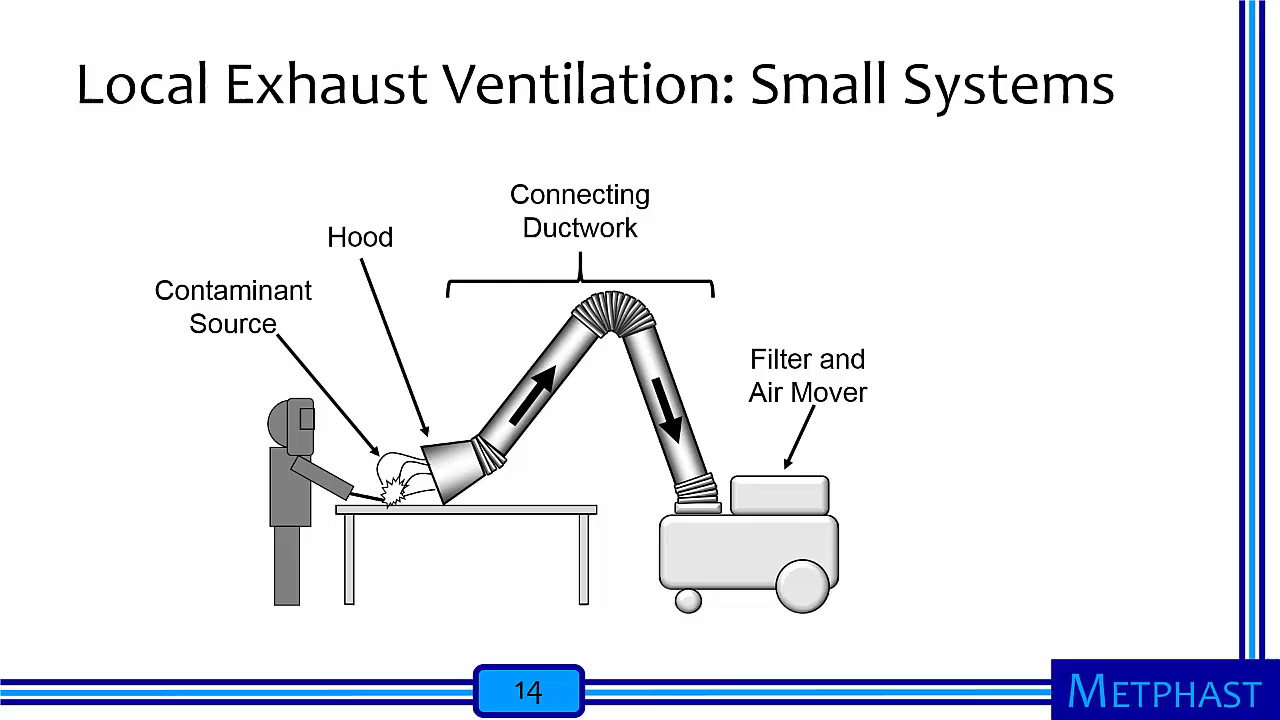 Local Exhaust Ventilation: Small Systems
Connecting
Ductwork
Hood
Contaminant
Source
Filter and
Air Mover
14
METPHAST